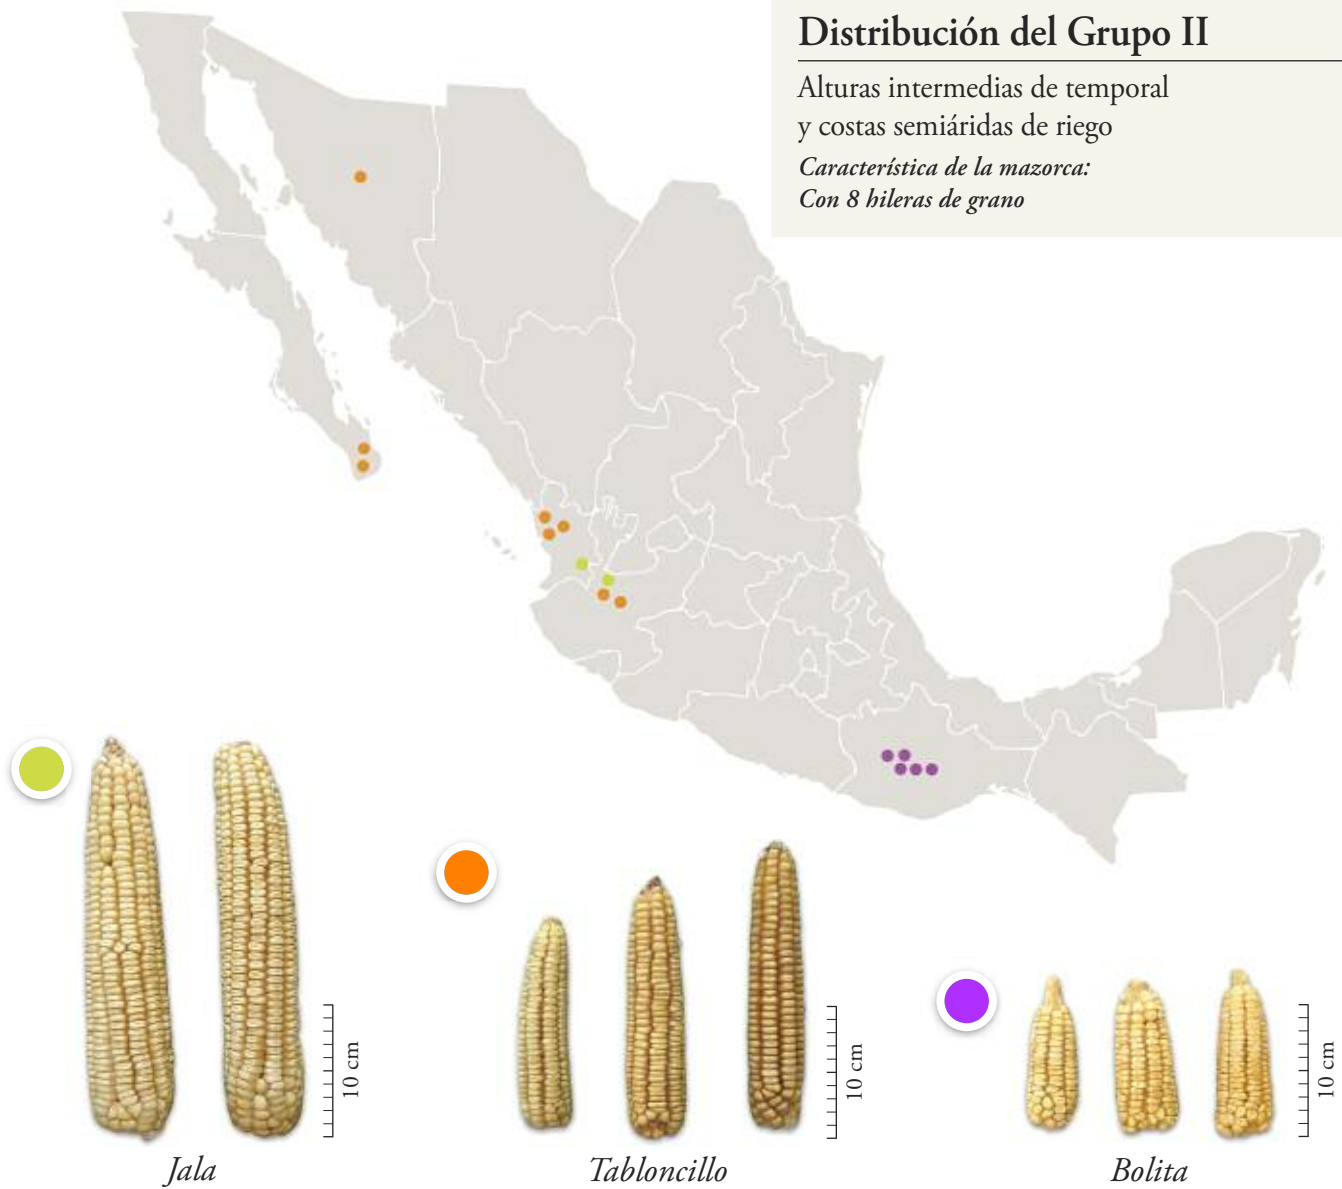 Distribución del Grupo II
Alturas intermedias de temporal
y costas semiáridas de riego
Característica de la mazorca:
Con 8 hileras de grano
10 cm
10 cm
10 cm
Jala
Tabloncillo
Bolita